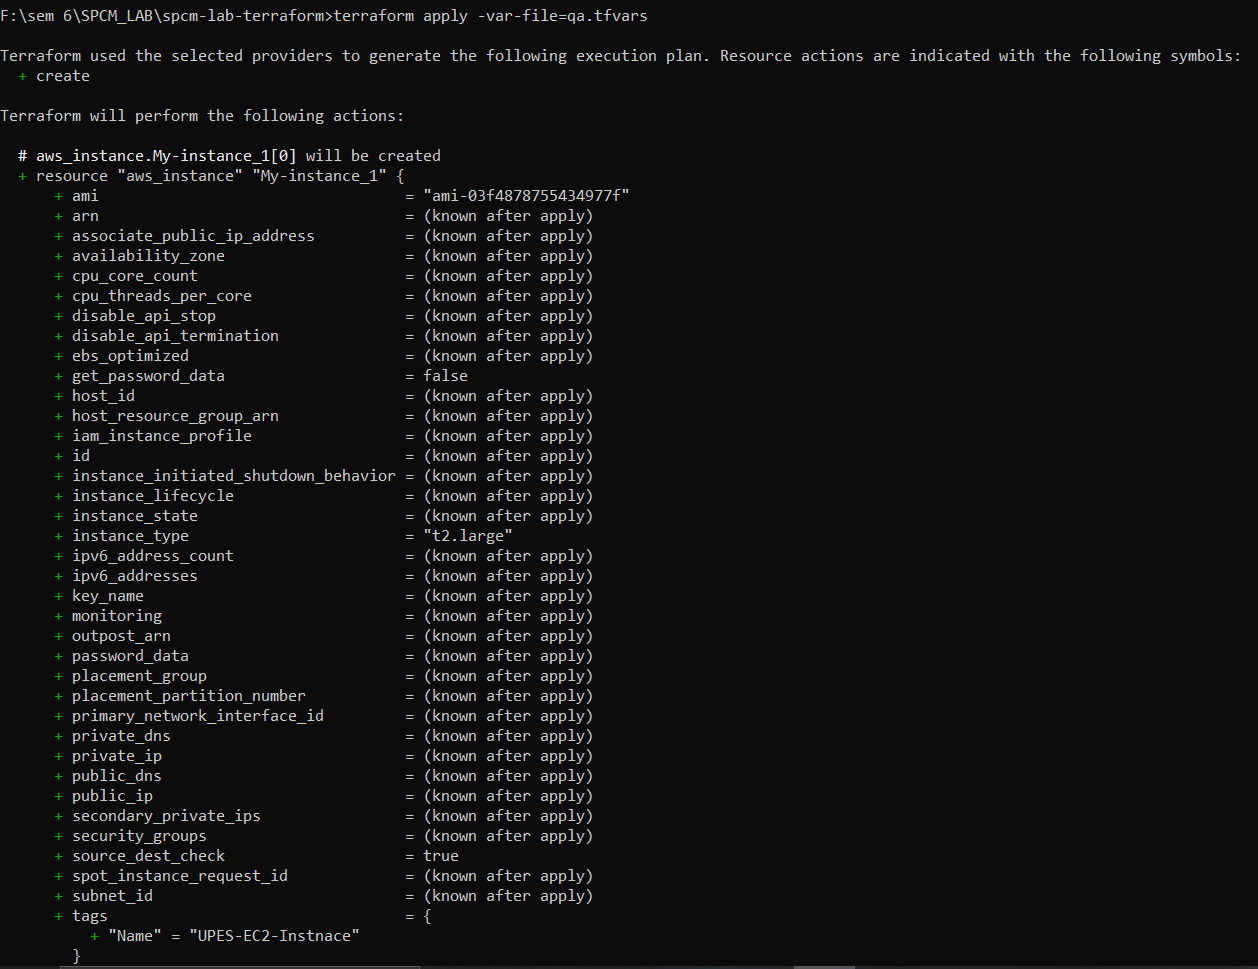 F:\sem 6\SPCM_LAB\spcm-lab-terraform>terraform apply -var-file=qa.tfvars
Terraform used the selected providers to generate the following execution plan. Resource actions are indicated with the following symbols:
  + create
Terraform will perform the following actions:
  # aws_instance.My-instance_1[0] will be created
  + resource "aws_instance" "My-instance_1" {
      + ami                                  = "ami-03f4878755434977f"
      + arn                                  = (known after apply)
      + associate_public_ip_address          = (known after apply)
      + availability_zone                    = (known after apply)
      + cpu_core_count                       = (known after apply)
      + cpu_threads_per_core                 = (known after apply)
      + disable_api_stop                     = (known after apply)
      + disable_api_termination              = (known after apply)
      + ebs_optimized                        = (known after apply)
      + get_password_data                    = false
      + host_id                              = (known after apply)
      + host_resource_group_arn              = (known after apply)
      + iam_instance_profile                 = (known after apply)
      + id                                   = (known after apply)
      + instance_initiated_shutdown_behavior = (known after apply)
      + instance_lifecycle                   = (known after apply)
      + instance_state                       = (known after apply)
      + instance_type                        = "t2.large"
      + ipv6_address_count                   = (known after apply)
      + ipv6_addresses                       = (known after apply)
      + key_name                             = (known after apply)
      + monitoring                           = (known after apply)
      + outpost_arn                          = (known after apply)
      + password_data                        = (known after apply)
      + placement_group                      = (known after apply)
      + placement_partition_number           = (known after apply)
      + primary_network_interface_id         = (known after apply)
      + private_dns                          = (known after apply)
      + private_ip                           = (known after apply)
      + public_dns                           = (known after apply)
      + public_ip                            = (known after apply)
      + secondary_private_ips                = (known after apply)
      + security_groups                      = (known after apply)
      + source_dest_check                    = true
      + spot_instance_request_id             = (known after apply)
      + subnet_id                            = (known after apply)
      + tags                                 = {
          + "Name" = "UPES-EC2-Instnace"
        }